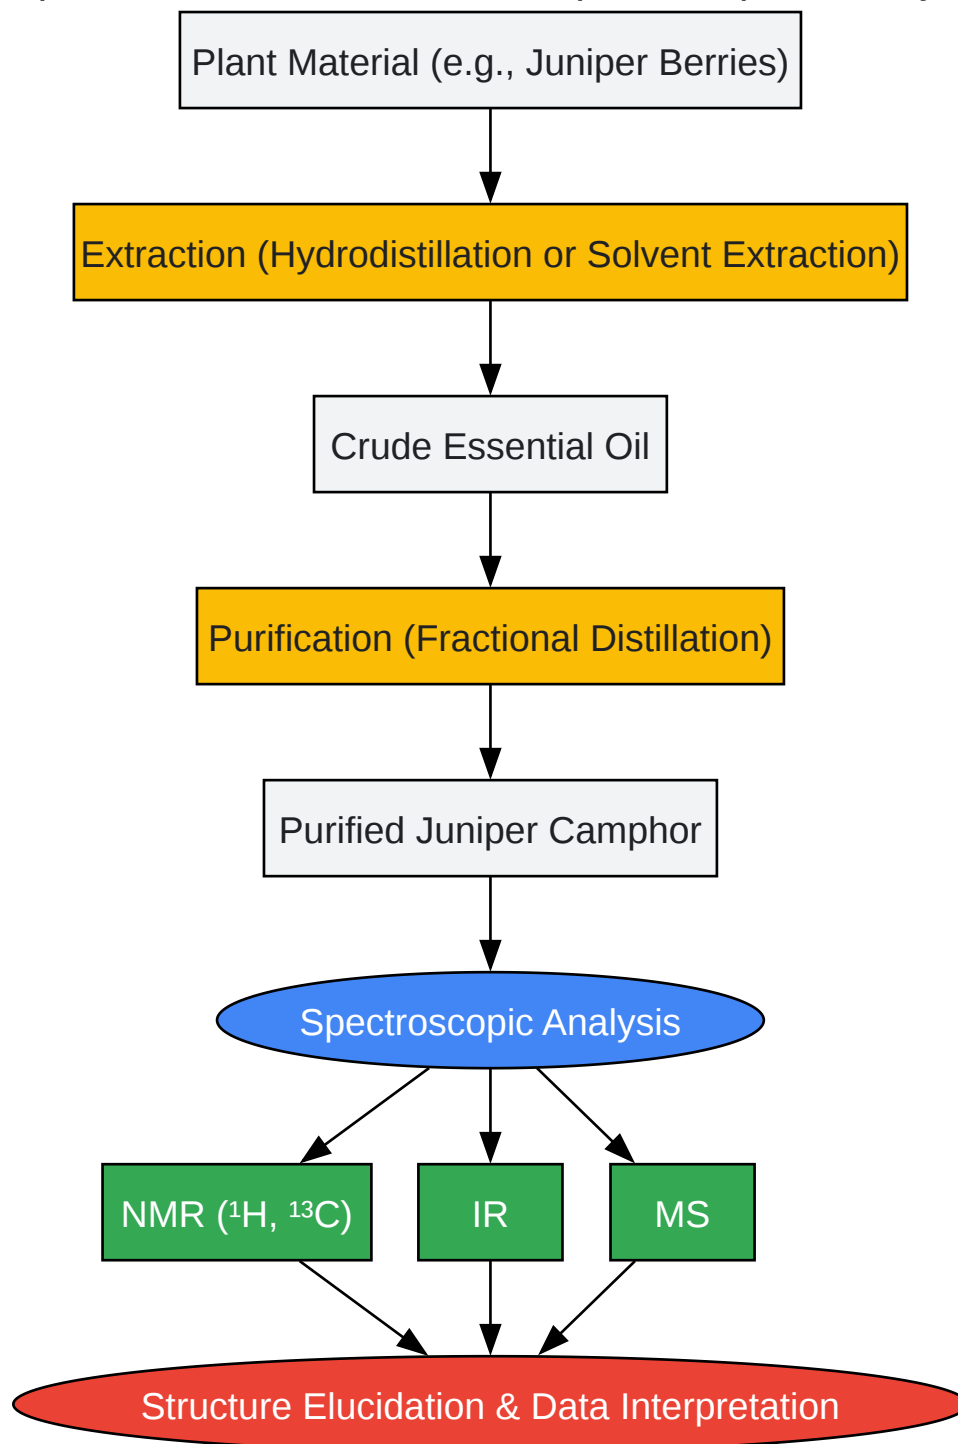 Plant Material (e.g., Juniper Berries)
Extraction (Hydrodistillation or Solvent Extraction)
Crude Essential Oil
Purification (Fractional Distillation)
Purified Juniper Camphor
Spectroscopic Analysis
NMR (¹H, ¹³C) IR MS
Structure Elucidation & Data Interpretation